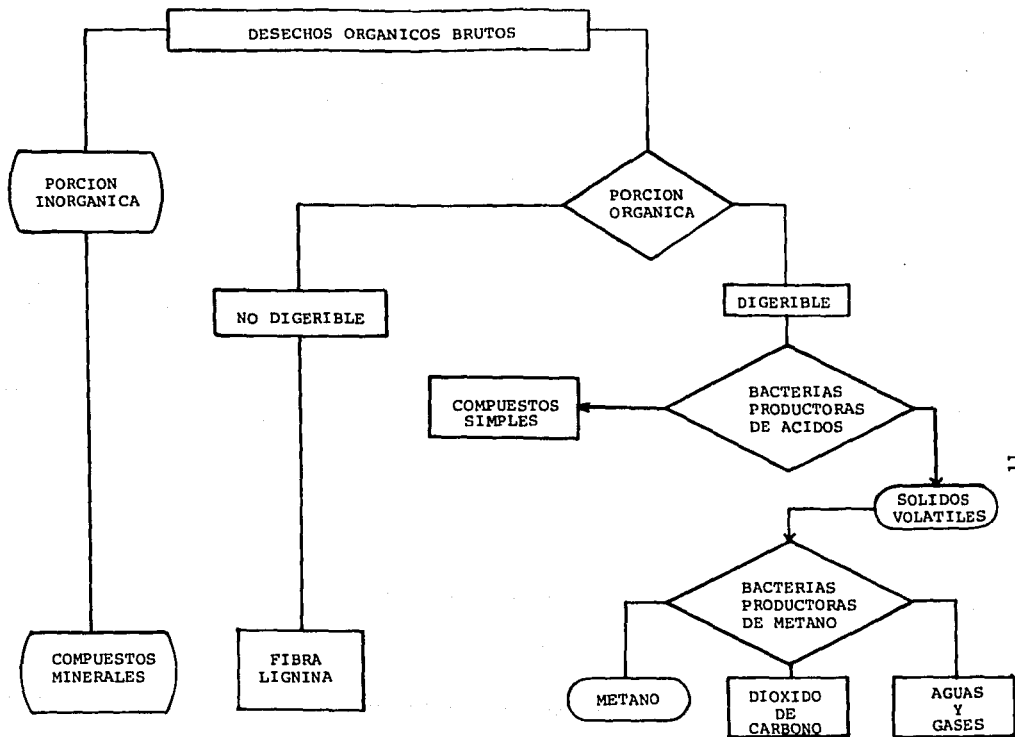 DESECHOS ORGANICOS BRUTOS
PORCION
INORGANICA
PORCION
ORGANICA
NO DIGERIBLE
DIGERIBLE
COMPUESTOS
SIMPLES
BACTERIAS
PRODUCTORAS
DE ACIDOS
11
SOLIDOS
VOLATILES
BACTERIAS
PRODUCTORAS
DE METANO
COMPUESTOS
MINERALES
FIBRA
LIGNINA
METANO
DIOXIDO
DE
CARBONO
AGUAS
Y
GASES